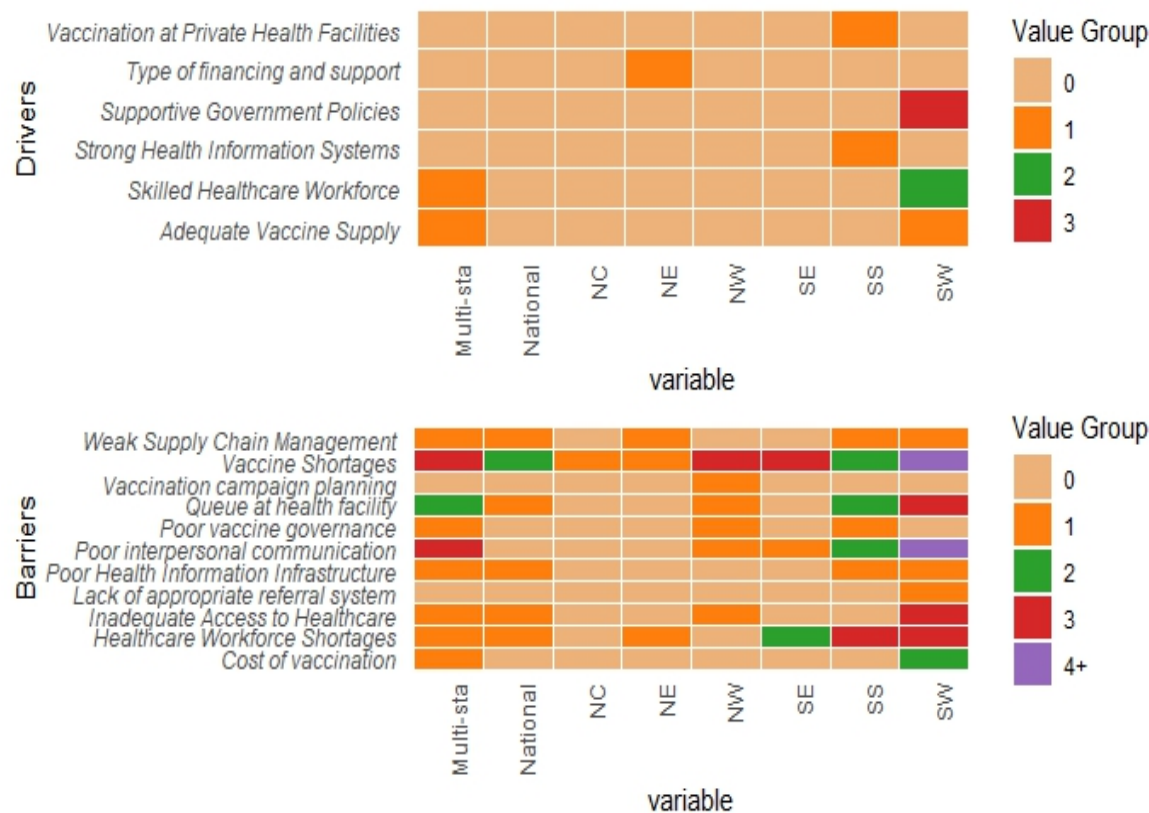 Drivers
Vaccination at Private Health Facilities
Type of financing and support
Supportive Government Policies
Strong Health Information Systems
Skilled Healthcare Workforce
Adequate Vaccine Supply
Multi-sta
National
NC
NE
NW
SE
SS
SW
variable
Value Group
0
1
2
3
Barriers
Weak Supply Chain Management
Vaccine Shortages
Vaccination campaign planning
Queue at health facility
Poor vaccine governance
Poor interpersonal communication
Poor Health Information Infrastructure
Lack of appropriate referral system
Inadequate Access to Healthcare
Healthcare Workforce Shortages
Cost of vaccination
Multi-sta
National
NC
NE
NW
SE
SS
SW
variable
Value Group
0
1
2
3
4+